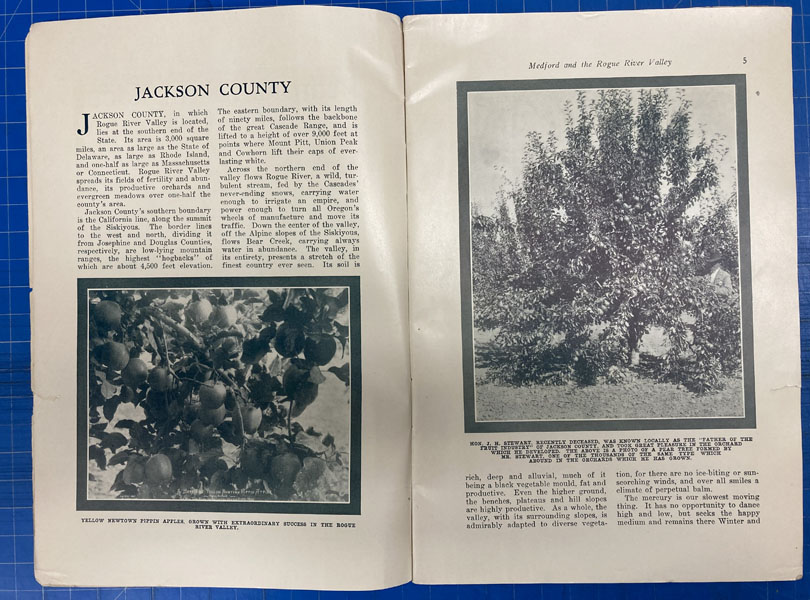 JACKSON COUNTY
JACKSON COUNTY, in which
Rogue River Valley is located,
lies at the southern end of the
State. Its area is 3,000 square
miles, an area as large as the State of
Delaware, as large as Rhode Island,
and one-half as large as Massachusetts
or Connecticut. Rogue River Valley
spreads its fields of fertility and abun-
dance, its productive orchards and
evergreen meadows over one-half the
county's area.
Jackson County's southern boundary
is the California line, along the summit
of the Siskiyous. The border lines
to the west and north, dividing it
from Josephine and Douglas Counties,
respectively, are low-lying mountain
ranges, the highest "hogbacks" of
which are about 4,500 feet elevation.
The eastern boundary, with its length
of ninety miles, follows the backbone
of the great Cascade Range, and is
lifted to a height of over 9,000 feet at
points where Mount Pitt, Union Peak
and Cowhorn lift their caps of ever-
lasting white.
Across the northern end of the
valley flows Rogue River, a wild, tur-
bulent stream, fed by the Cascades'
never-ending snows, carrying water
enough to irrigate an empire, and
power enough to turn all Oregon's
wheels of manufacture and move its
traffic. Down the center of the valley,
off the Alpine slopes of the Siskiyous,
flows Bear Creek, carrying always
water in abundance. The valley, in
its entirety, presents a stretch of the
finest country ever seen. Its soil is
YELLOW NEWTOWN PIPPIN APPLES, GROWN WITH EXTRAORDINARY SUCCESS IN THE ROGUE
RIVER VALLEY.
Medford and the Rogue River Valley
5
HON. J. H. STEWART, RECENTLY DECEASED, WAS KNOWN LOCALLY AS THE "FATHER OF THE
FRUIT INDUSTRY" OF JACKSON COUNTY, AND TOOK GREAT PLEASURE IN THE ORCHARD
WHICH HE DEVELOPED. THE ABOVE IS A PHOTO OF A PEAR TREE FORMED BY
MR. STEWART, ONE OF THE THOUSANDS OF THE SAME TYPE WHICH
ABOUND IN THE ORCHARDS WHICH HE HAS GROWN.
rich, deep and alluvial, much of it
being a black vegetable mould, fat and
productive. Even the higher ground,
the benches, plateaus and hill slopes
are highly productive. As a whole, the
valley, with its surrounding slopes, is
admirably adapted to diverse vegeta-
tion, for there are no ice-biting or sun-
scorching winds, and over all smiles a
climate of perpetual balm.
The mercury is our slowest moving
thing. It has no opportunity to dance
high and low, but seeks the happy
medium and remains there Winter and